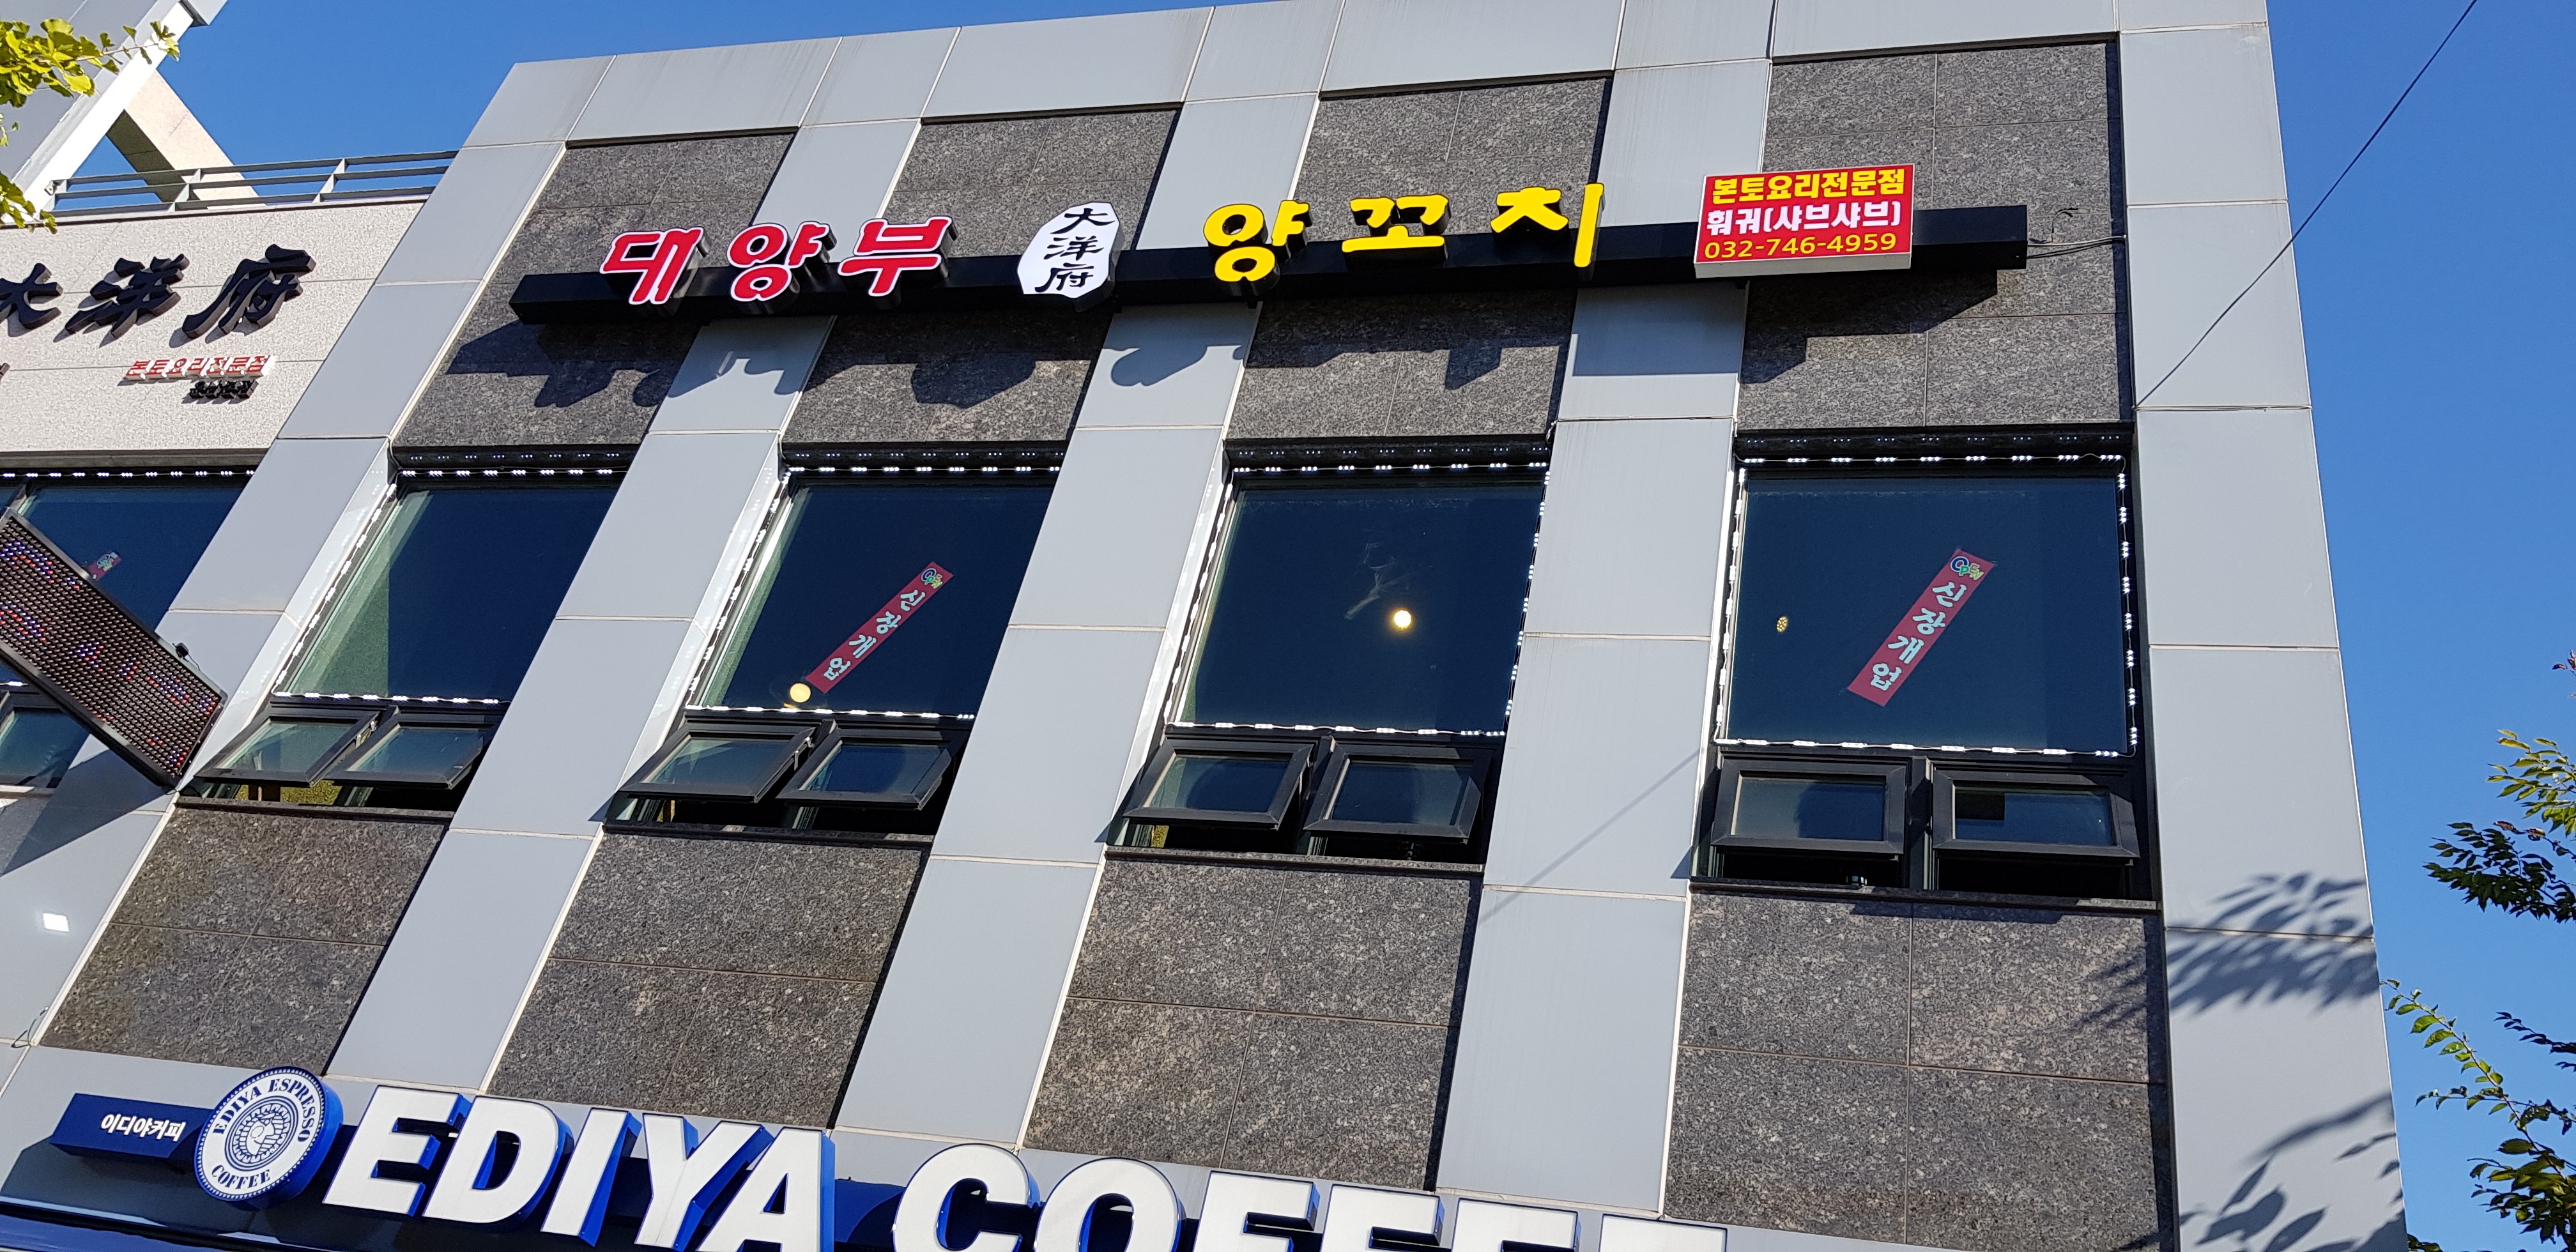 대양부 大洋府 양꼬치
본토요리전문점
훠궈(샤브샤브)
032-746-4959
大洋府
본토요리전문점
OPEN
신장개업
OPEN
신장개업
이디야커피
EDIYA ESPRESSO
COFFEE
EDIYA COFFEE